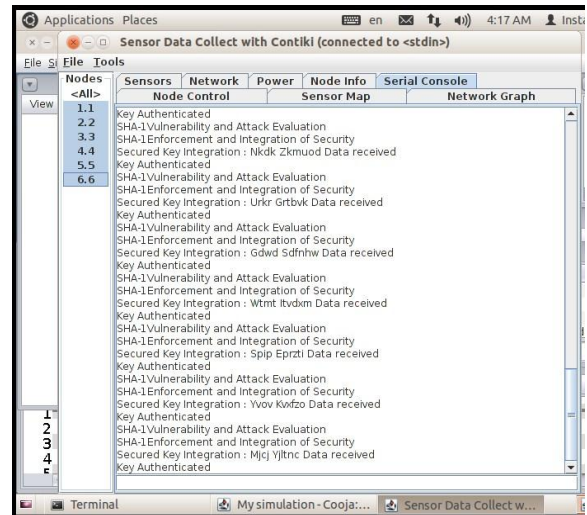 Applications Places en 4:17 AM Insta
Sensor Data Collect with Contiki (connected to <stdin>)
File Si File Tools
View
Nodes
<All>
1.1
2.2
3.3
4.4
5.5
6.6
Sensors Network Power Node Info Serial Console
Node Control Sensor Map Network Graph
Key Authenticated
SHA-1Vulnerability and Attack Evaluation
SHA-1Enforcement and Integration of Security
Secured Key Integration : Nkdk Zkmuod Data received
Key Authenticated
SHA-1Vulnerability and Attack Evaluation
SHA-1Enforcement and Integration of Security
Secured Key Integration : Urkr Grtbvk Data received
Key Authenticated
SHA-1Vulnerability and Attack Evaluation
SHA-1Enforcement and Integration of Security
Secured Key Integration : Gdwd Sdfnhw Data received
Key Authenticated
SHA-1Vulnerability and Attack Evaluation
SHA-1Enforcement and Integration of Security
Secured Key Integration : Wtmt Itvdxm Data received
Key Authenticated
SHA-1Vulnerability and Attack Evaluation
SHA-1Enforcement and Integration of Security
Secured Key Integration : Spip Eprzti Data received
Key Authenticated
SHA-1Vulnerability and Attack Evaluation
SHA-1Enforcement and Integration of Security
Secured Key Integration : Yvov Kvxfzo Data received
Key Authenticated
SHA-1Vulnerability and Attack Evaluation
SHA-1Enforcement and Integration of Security
Secured Key Integration : Mjcj Yjltnc Data received
Key Authenticated
1
2
3
4
Terminal My simulation - Cooja:... Sensor Data Collect w...